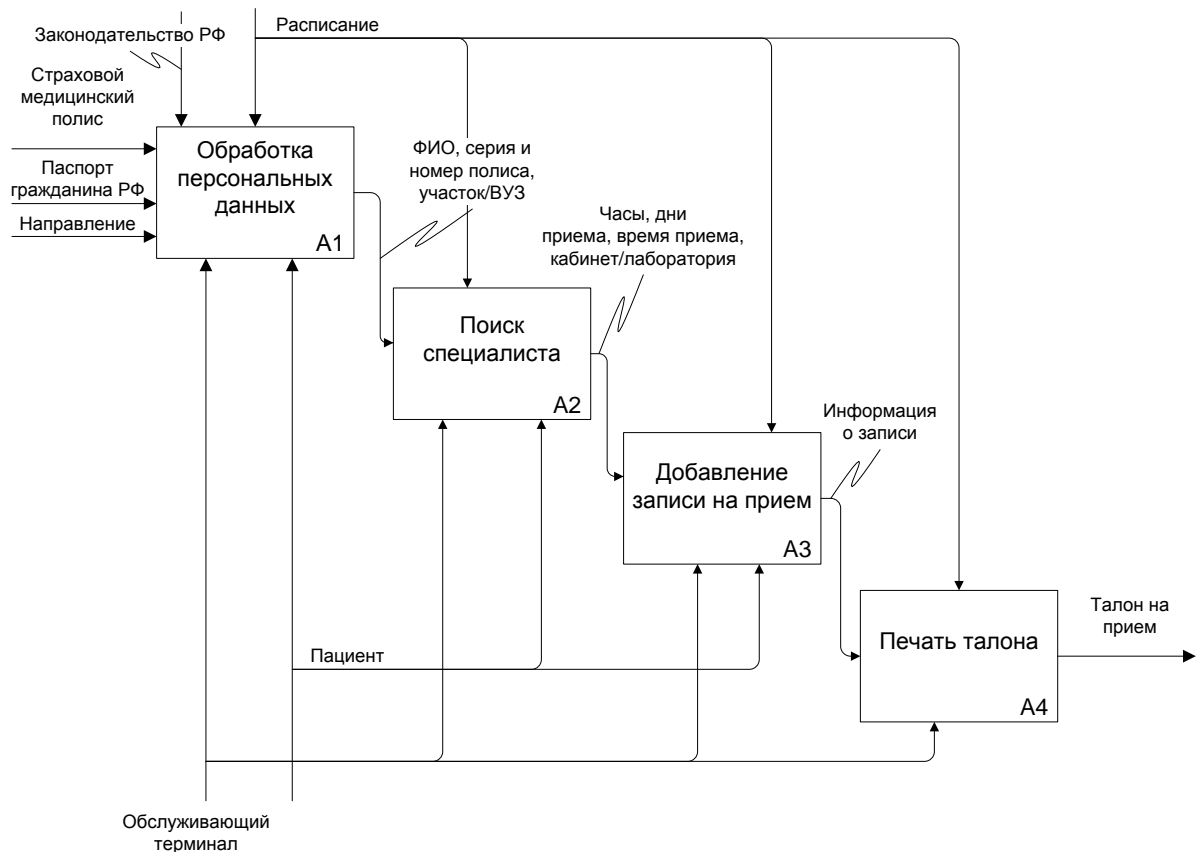 Расписание
Законодательство РФ
Страховой
медицинский
полис
Паспорт
гражданина РФ
Направление
Обработка
персональных
данных
A1
ФИО, серия и
номер полиса,
участок/ВУЗ
Часы, дни
приема, время приема,
кабинет/лаборатория
Поиск
специалиста
A2
Информация
о записи
Добавление
записи на прием
A3
Талон на
прием
Печать талона
A4
Пациент
Обслуживающий
терминал